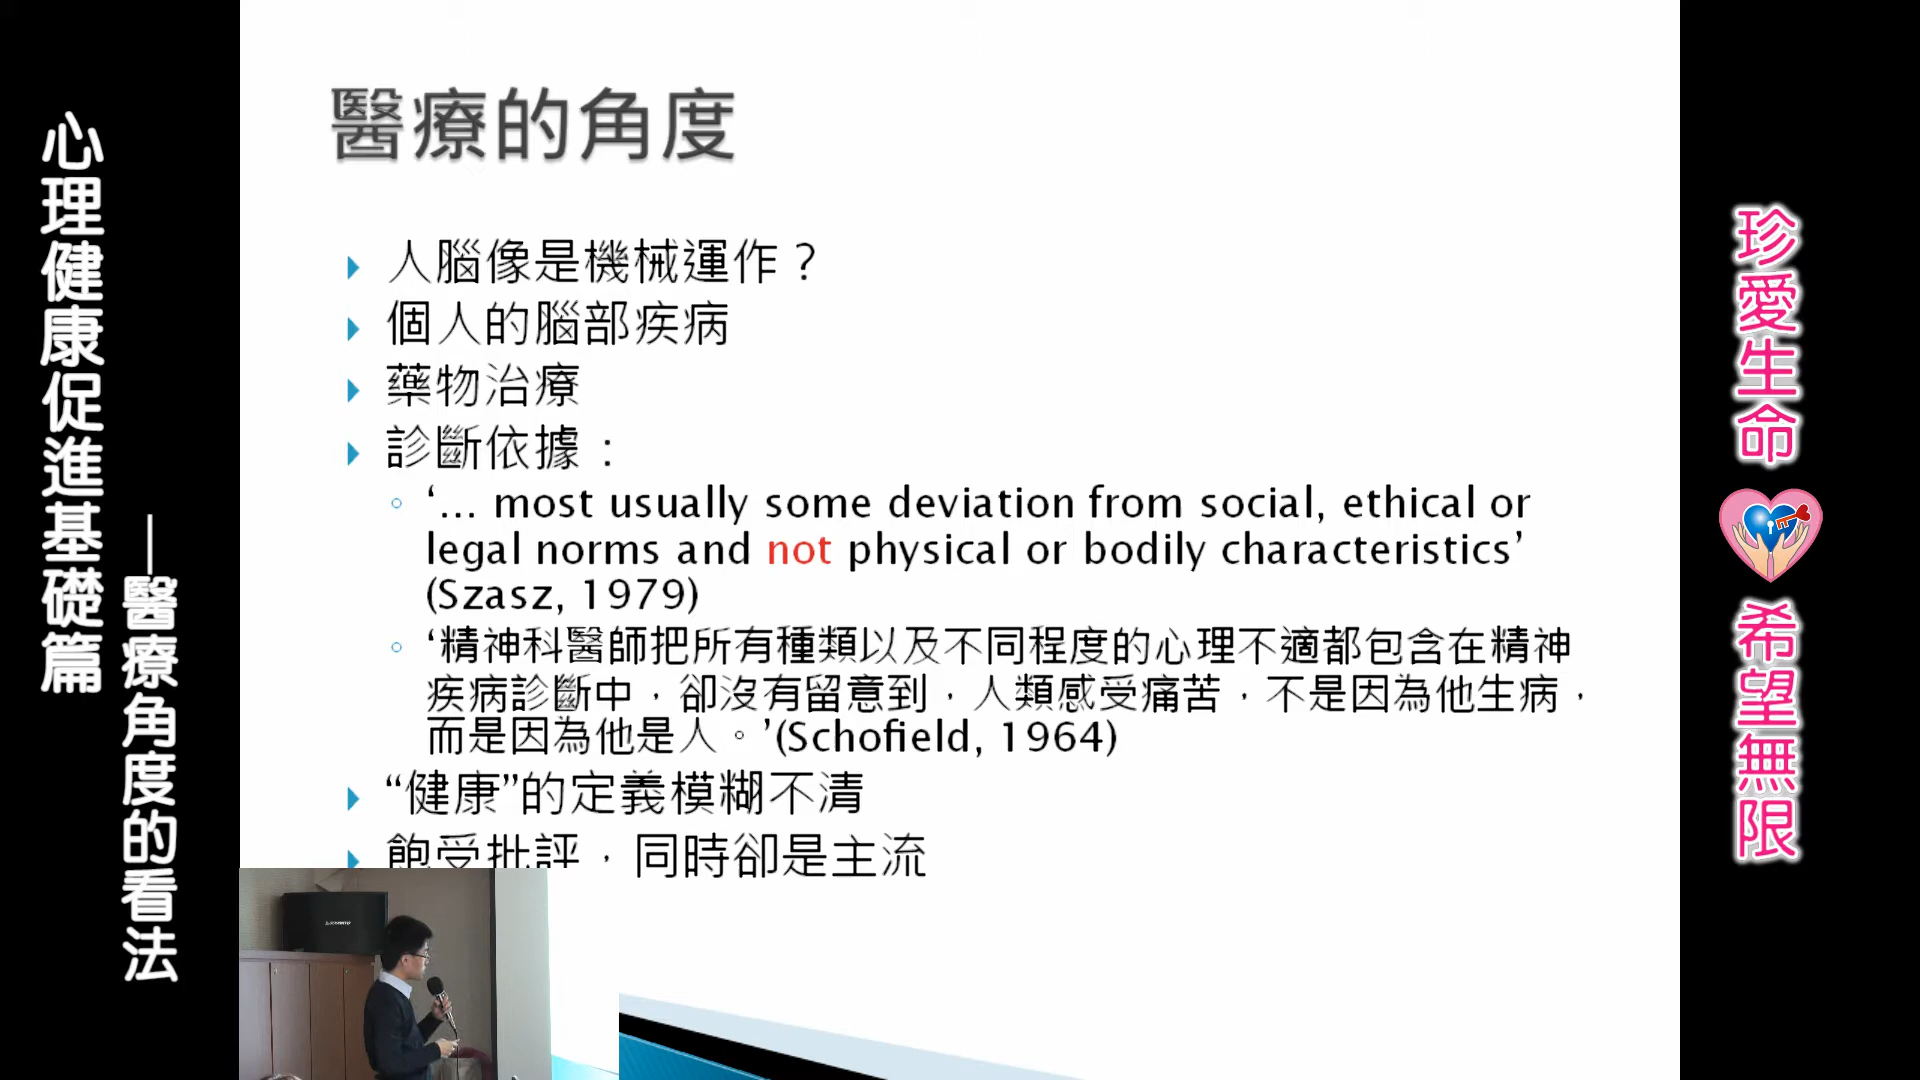 心理健康促進基礎篇
—醫療角度的看法
醫療的角度
人腦像是機械運作？
個人的腦部疾病
藥物治療
診斷依據：
‘… most usually some deviation from social, ethical or
legal norms and not physical or bodily characteristics’
(Szasz, 1979)
‘精神科醫師把所有種類以及不同程度的心理不適都包含在精神
疾病診斷中，卻沒有留意到，人類感受痛苦，不是因為他生病，
而是因為他是人。’(Schofield, 1964)
“健康”的定義模糊不清
飽受批評，同時卻是主流
珍愛生命
希望無限